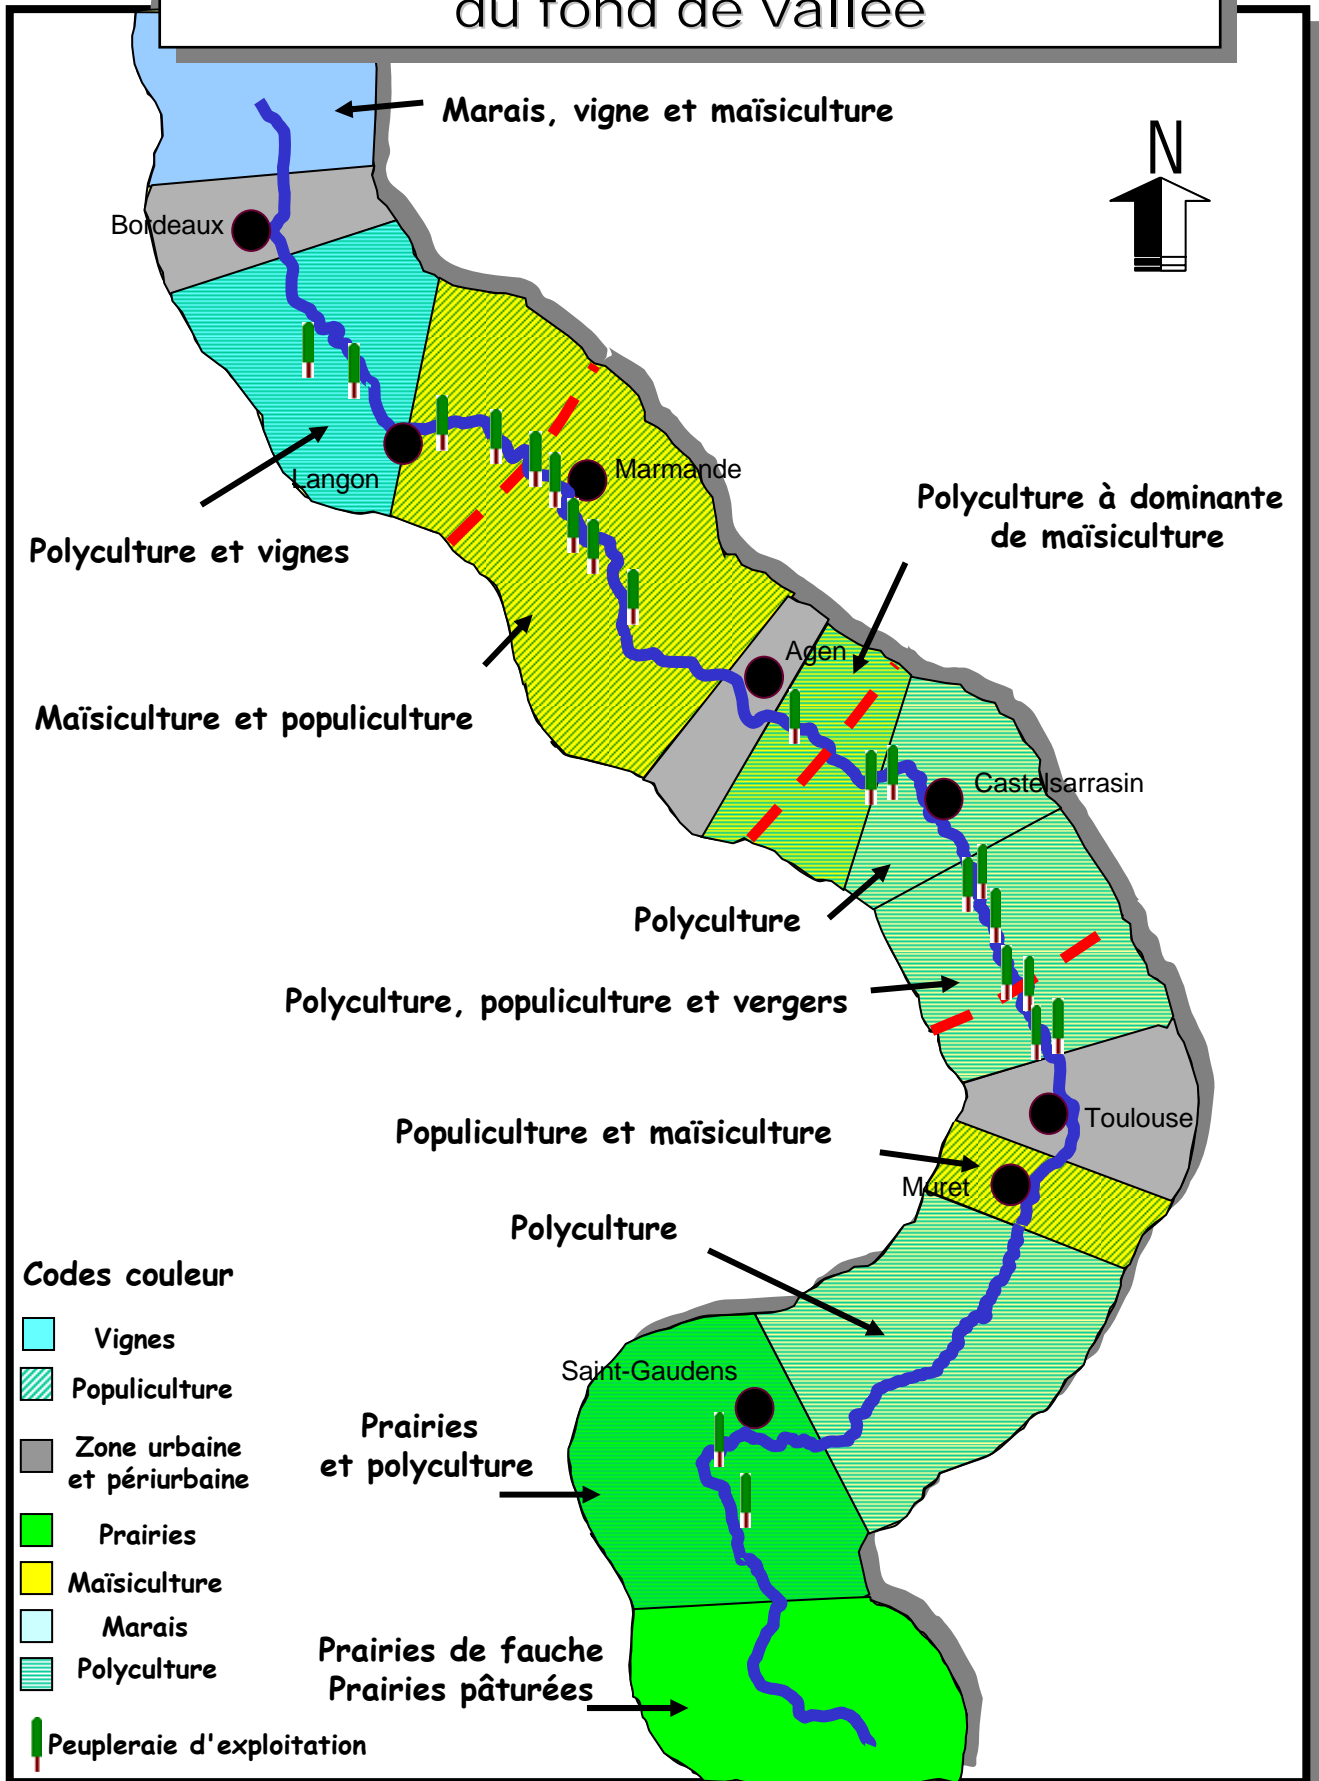 du fond de vallée
Marais, vigne et maïsiculture
N
Bordeaux
Langon
Marmande
Polyculture à dominante
de maïsiculture
Polyculture et vignes
Agen
Maïsiculture et populiculture
Castelsarrasin
Polyculture
Polyculture, populiculture et vergers
Populiculture et maïsiculture
Toulouse
Muret
Polyculture
Saint-Gaudens
Prairies
et polyculture
Prairies de fauche
Prairies pâturées
Codes couleur
Vignes
Populiculture
Zone urbaine
et périurbaine
Prairies
Maïsiculture
Marais
Polyculture
Peupleraie d'exploitation